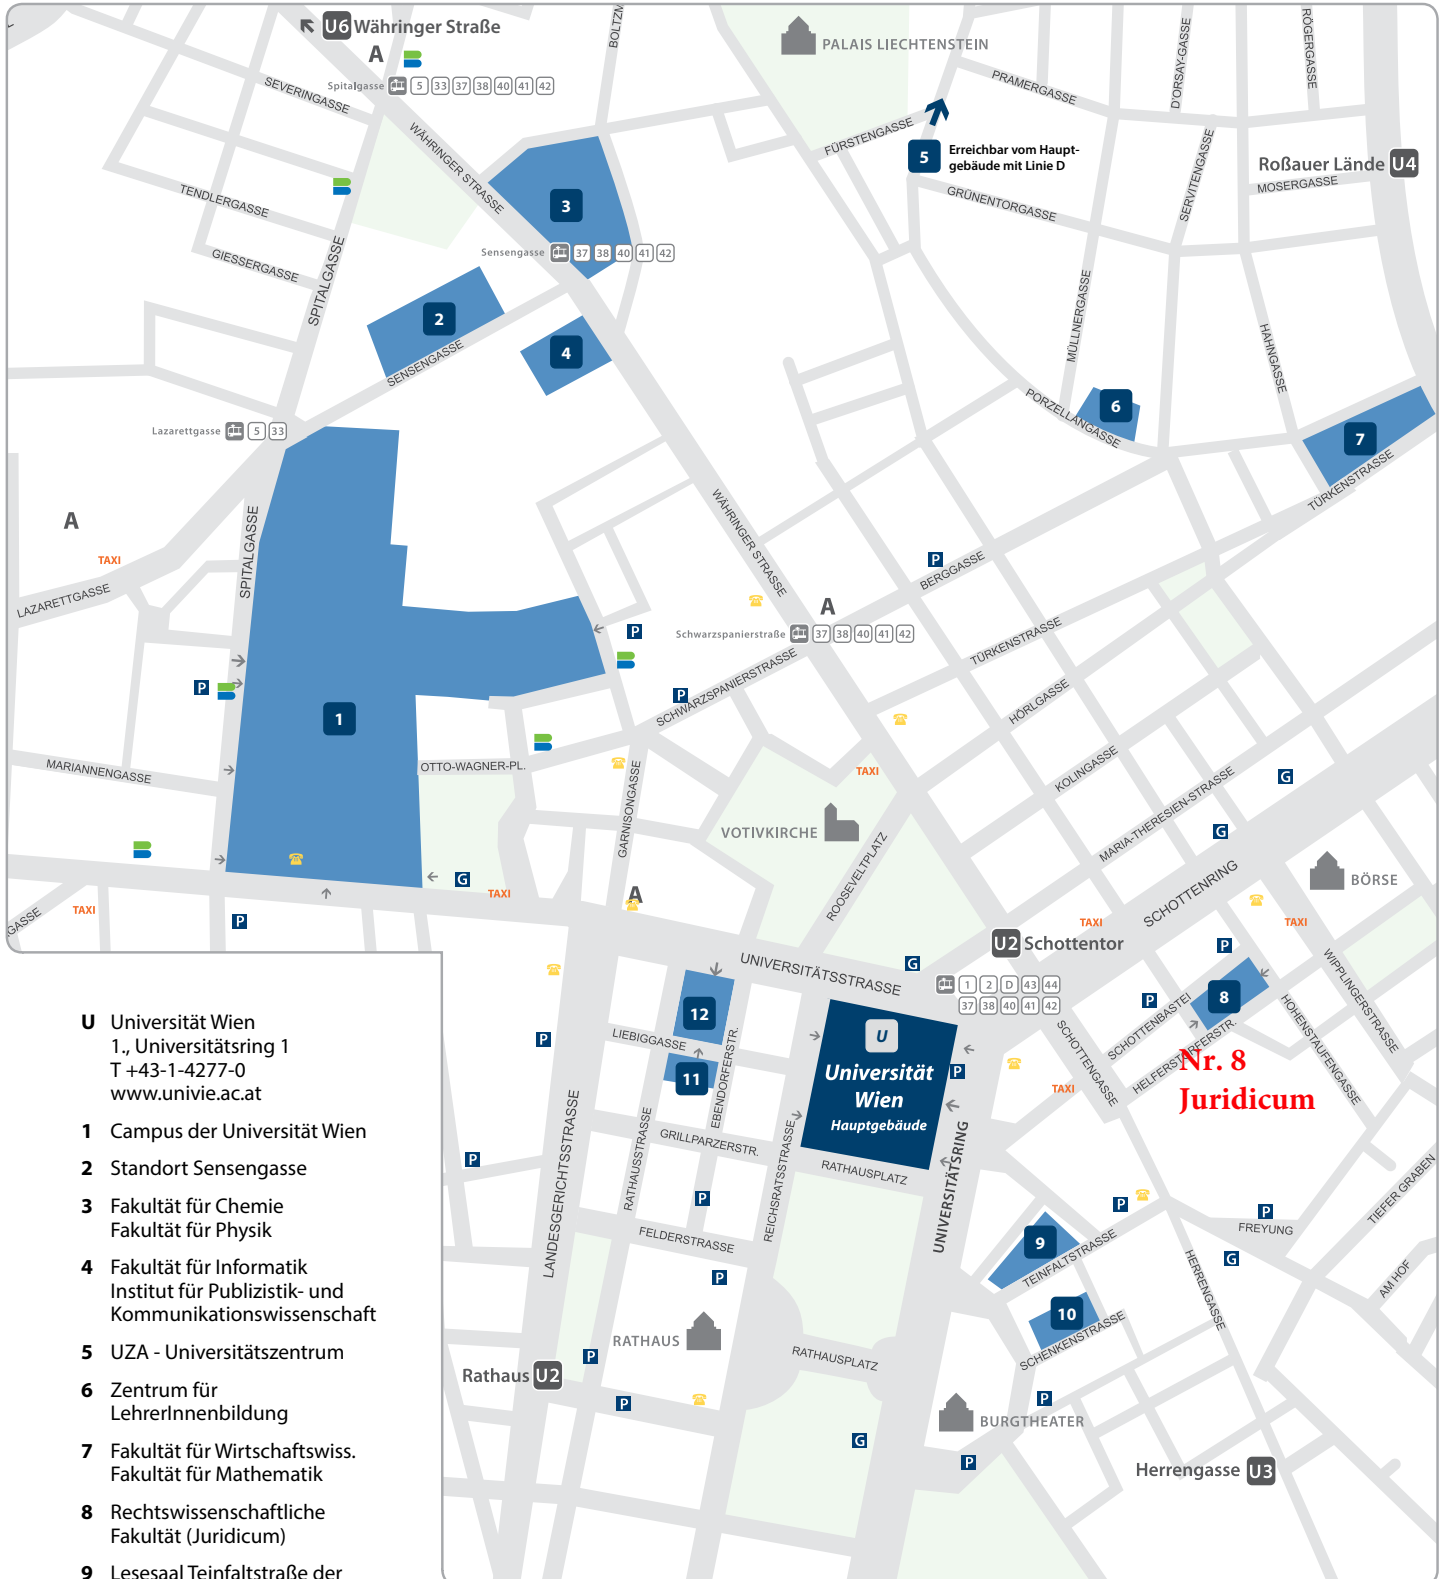 U6 Währinger Straße
A
BOLTZM
PALAIS LIECHTENSTEIN
RÖGERGASSE
D'ORSAY-GASSE
PRAMERGASSE
SEVERINGASSE
Spitalgasse 5 33 37 38 40 41 42
WÄHRINGER STRASSE
FÜRSTENGASSE
5 Erreichbar vom Haupt-
gebäude mit Linie D
Roßauer Lände U4
MOSERGASSE
SERVITENGASSE
GRÜNENTORGASSE
TENDLERGASSE
3
GIESSERGASSE
SPITALGASSE
Sensengasse 37 38 40 41 42
2
SENSENGASSE
4
MÜLLNERGASSE
HAHNGASSE
6
PORZELLANGASSE
7
TÜRKENSTRASSE
Lazarettgasse 5 33
A
TAXI
LAZARETTGASSE
SPITALGASSE
WÄHRINGER STRASSE
P
BERGGASSE
A
Schwarzspanierstraße 37 38 40 41 42
P
TÜRKENSTRASSE
P
P
SCHWARZSPANIERSTRASSE
HÖRLGASSE
1
MARIANNENGASSE
OTTO-WAGNER-PL.
GARNISONGASSE
TAXI
KOLINGASSE
G
MARIA-THERESIEN-STRASSE
VOTIVKIRCHE
ROOSEVELTPLATZ
G
SCHOTTENRING
BÖRSE
G
TAXI
A
TAXI
GASSE
P
TAXI
TAXI
U2 Schottentor
P
WIPPLINGERSTRASSE
UNIVERSITÄTSSTRASSE
G
1 2 D 43 44
37 38 40 41 42
8
P
SCHOTTENBASTEI
HOHENSTAUFENGASSE
HELFERSTORFERSTR.
SCHOTTENGASSE
12
LIEBIGGASSE
11
EBENDORFERSTR.
P
U
Universität
Wien
Hauptgebäude
P
TAXI
Nr. 8
Juridicum
RATHAUSSTRASSE
GRILLPARZERSTR.
REICHSRATSSTRASSE
RATHAUSPLATZ
UNIVERSITÄTSRING
P
LANDESGERICHTSSTRASSE
P
FELDERSTRASSE
P
P
FREYUNG
TIEFER GRABEN
9
TEINFALTSTRASSE
HERRENGASSE
G
AM HOF
P
10
SCHENKENSTRASSE
RATHAUS
RATHAUSPLATZ
P
Rathaus U2
P
P
BURGTHEATER
G
P
Herrengasse U3
U Universität Wien
1., Universitätsring 1
T +43-1-4277-0
www.univie.ac.at
1 Campus der Universität Wien
2 Standort Sensengasse
3 Fakultät für Chemie
Fakultät für Physik
4 Fakultät für Informatik
Institut für Publizistik- und
Kommunikationswissenschaft
5 UZA - Universitätszentrum
6 Zentrum für
LehrerInnenbildung
7 Fakultät für Wirtschaftswiss.
Fakultät für Mathematik
8 Rechtswissenschaftliche
Fakultät (Juridicum)
9 Lesesaal Teinfaltstraße der